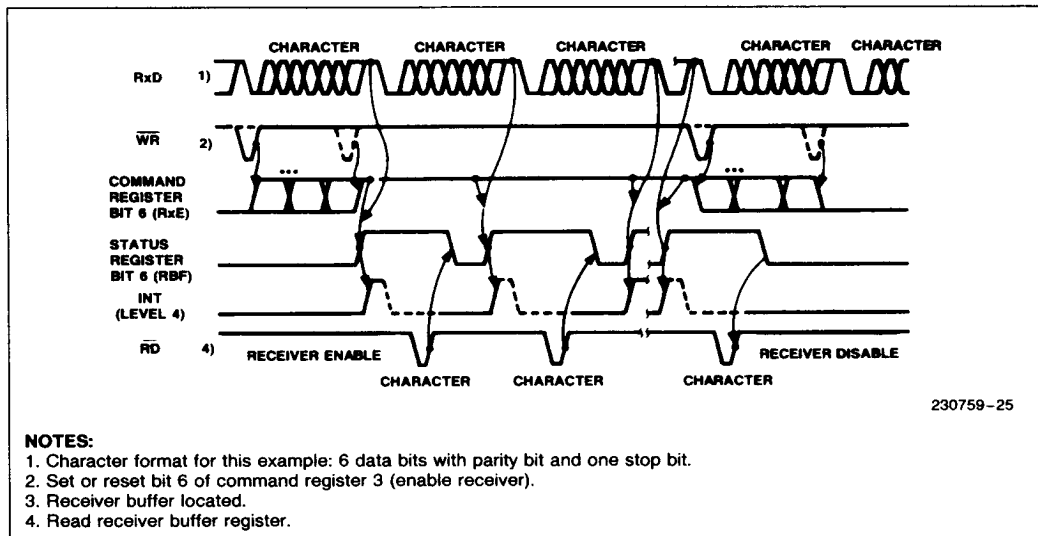 CHARACTER CHARACTER CHARACTER CHARACTER CHARACTER
RxD 1)
WR 2)
... ...
COMMAND
REGISTER
BIT 6 (RxE)
STATUS
REGISTER
BIT 6 (RBF)
INT
(LEVEL 4)
RD 4) RECEIVER ENABLE RECEIVER DISABLE
CHARACTER CHARACTER CHARACTER
230759-25
NOTES:
1. Character format for this example: 6 data bits with parity bit and one stop bit.
2. Set or reset bit 6 of command register 3 (enable receiver).
3. Receiver buffer located.
4. Read receiver buffer register.